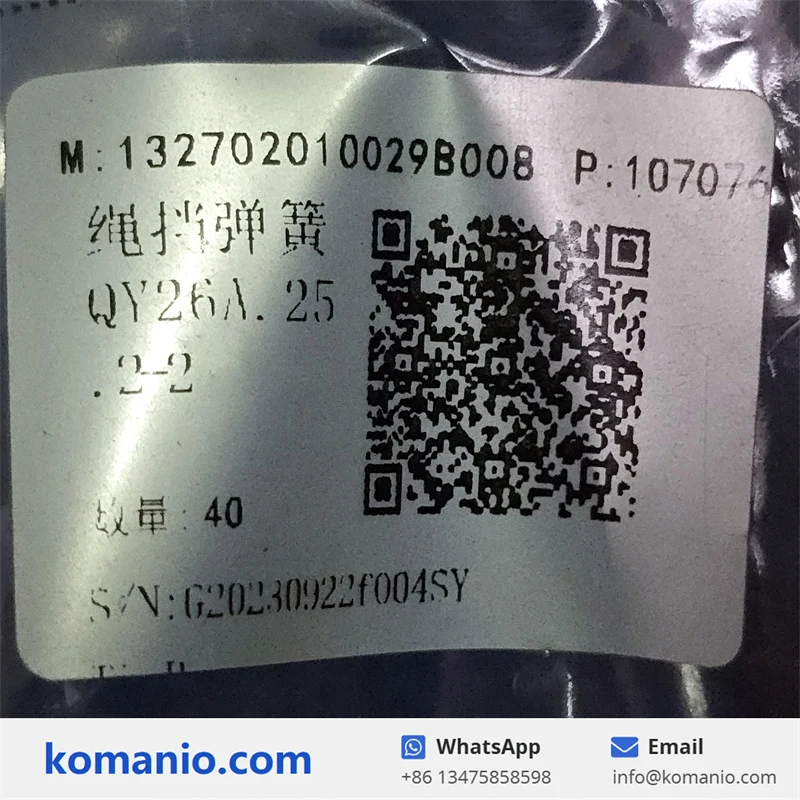 M:132702010029B008 P:107076
绳挡弹簧
QY26A.25
.2-2
数量:40
S/N:G20230922f004SY
komanio.com
WhatsApp
+86 13475858598
Email
info@komanio.com